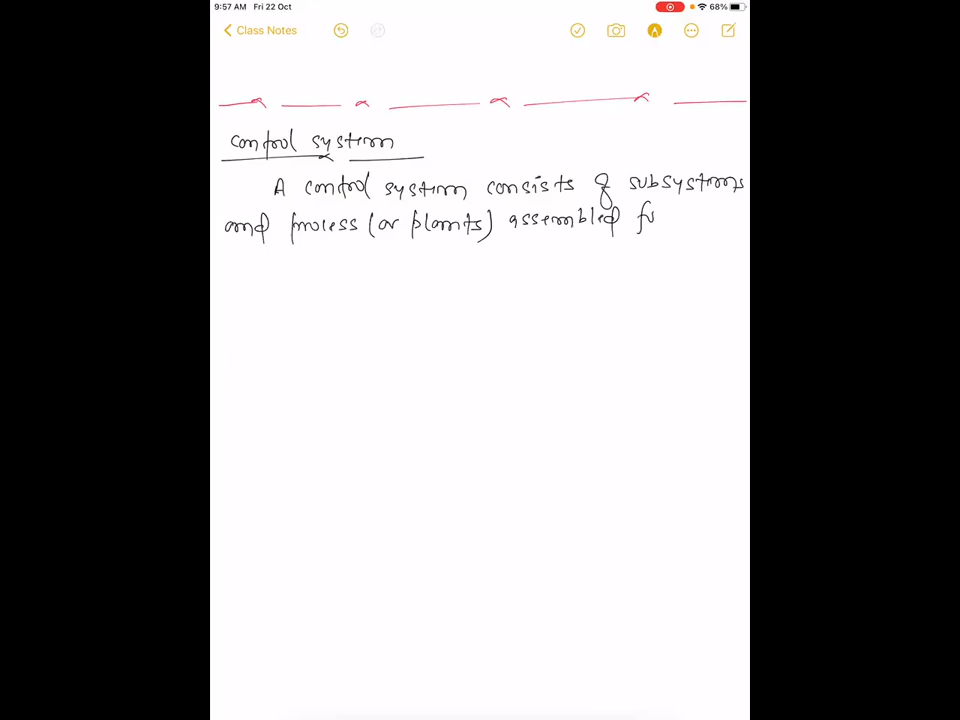 9:57 AM Fri 22 Oct 68%
Class Notes
control system
A control system consists of subsystems
and process (or plants) assembled fo